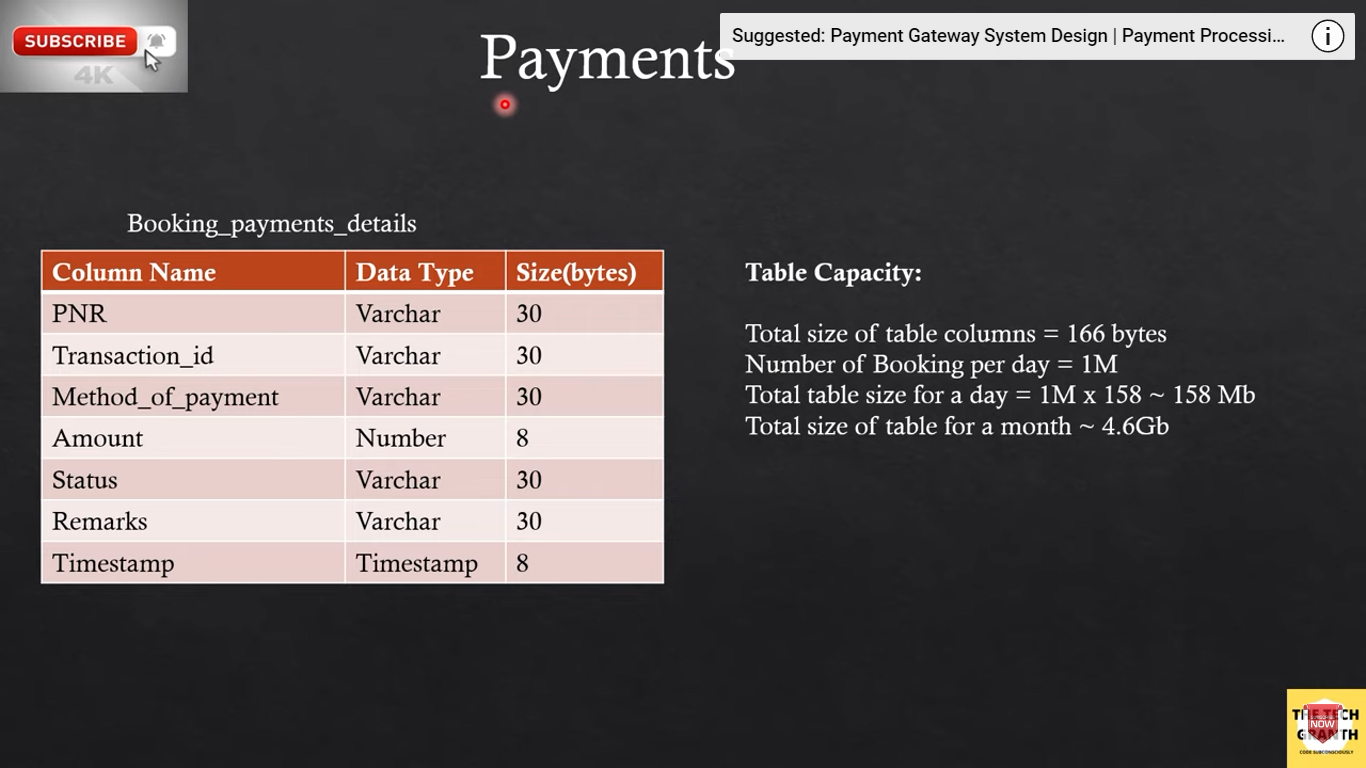 SUBSCRIBE
4K
Payments
Suggested: Payment Gateway System Design | Payment Processi...
Booking_payments_details
Column Name Data Type Size(bytes)
PNR Varchar 30
Transaction_id Varchar 30
Method_of_payment Varchar 30
Amount Number 8
Status Varchar 30
Remarks Varchar 30
Timestamp Timestamp 8
Table Capacity:
Total size of table columns = 166 bytes
Number of Booking per day = 1M
Total table size for a day = 1M x 158 ~ 158 Mb
Total size of table for a month ~ 4.6Gb
NOW
CODE SUBCONSCIOUSLY